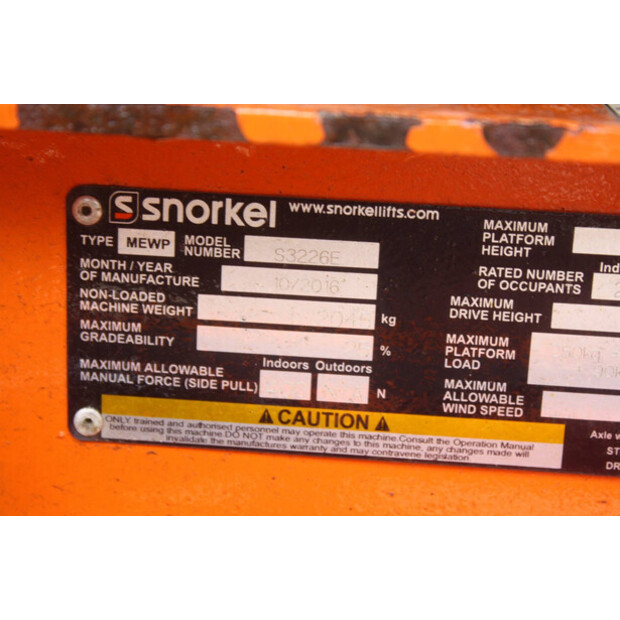 snorkel www.snorkellifts.com
TYPE MEWP MODEL NUMBER S3226E
MONTH / YEAR OF MANUFACTURE 10/2016
NON-LOADED MACHINE WEIGHT kg
MAXIMUM GRADEABILITY %
Indoors Outdoors
MAXIMUM ALLOWABLE MANUAL FORCE (SIDE PULL) N
MAXIMUM PLATFORM HEIGHT
RATED NUMBER OF OCCUPANTS
MAXIMUM DRIVE HEIGHT
MAXIMUM PLATFORM LOAD
MAXIMUM ALLOWABLE WIND SPEED
CAUTION
ONLY trained and authorised personnel may operate this machine.Consult the Operation Manual
before using this machine.DO NOT make any changes to this machine, any changes made will
invalidate the manufacturers warranty and may contravene legislation
Axle